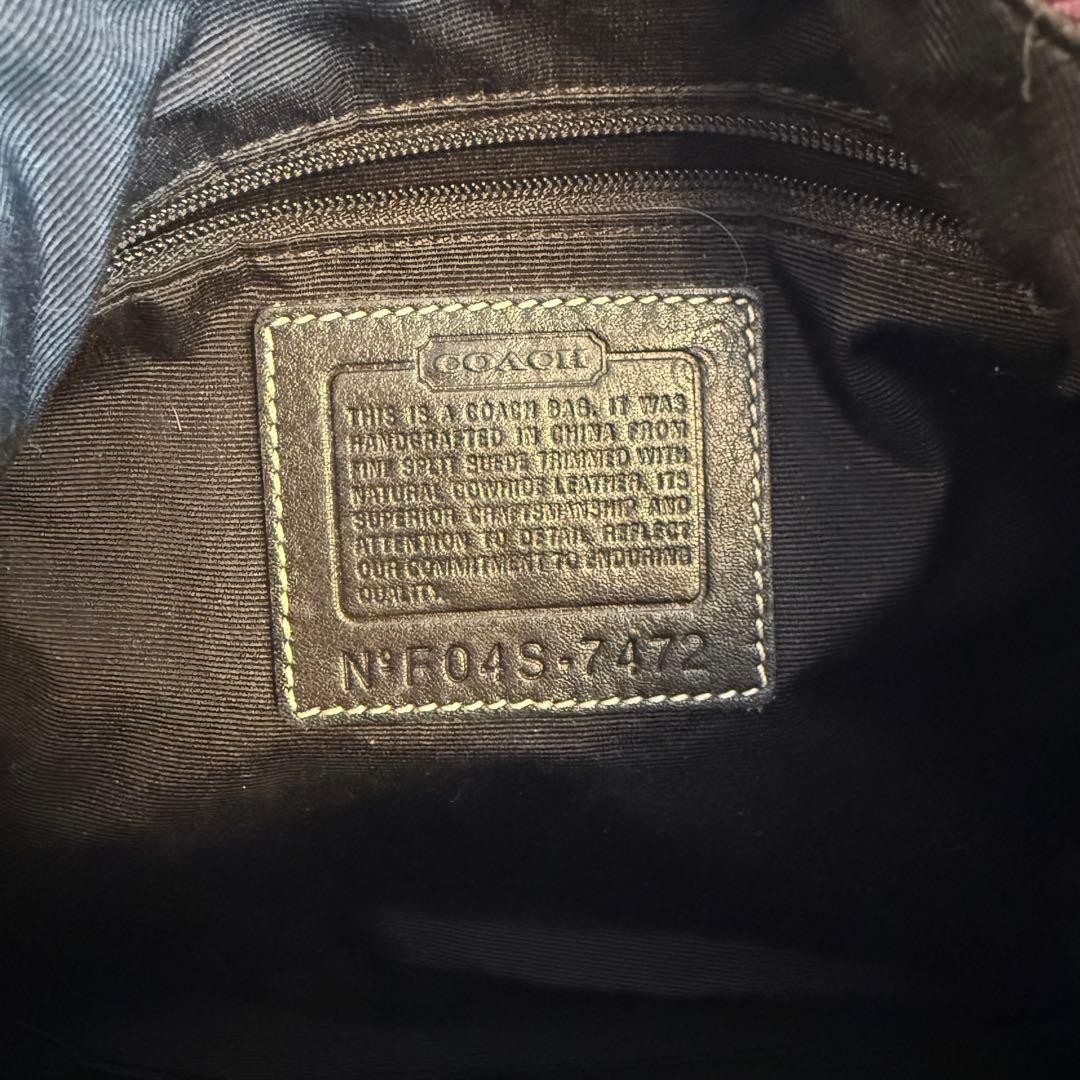 COACH
THIS IS A COACH BAG. IT WAS
HANDCRAFTED IN CHINA FROM
FINE SPLIT SUEDE TRIMMED WITH
NATURAL COWHIDE LEATHER. ITS
SUPERIOR CRAFTSMANSHIP AND
ATTENTION TO DETAIL REFLECT
OUR COMMITMENT TO ENDURING
QUALITY.
Nº F04S-7472